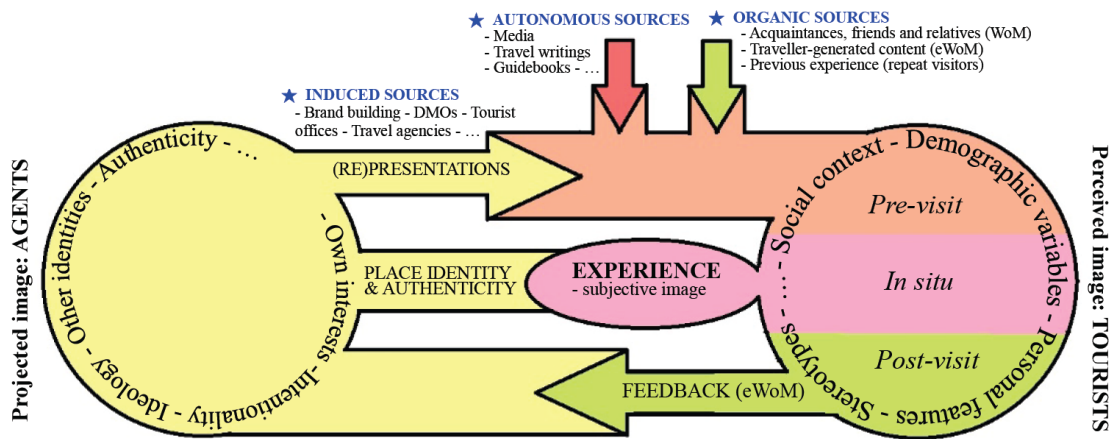 AUTONOMOUS SOURCES
- Media
- Travel writings
- Guidebooks - …
ORGANIC SOURCES
- Acquaintances, friends and relatives (WoM)
- Traveller-generated content (eWoM)
- Previous experience (repeat visitors)
INDUCED SOURCES
- Brand building - DMOs - Tourist
offices - Travel agencies - …
Projected image: AGENTS
- Own interests - Intentionality - Ideology - Other identities - Authenticity - …
(RE)PRESENTATIONS
PLACE IDENTITY
& AUTHENTICITY
EXPERIENCE
- subjective image
FEEDBACK (eWoM)
Social context - Demographic variables - Personal features - Stereotypes - …
Pre-visit
In situ
Post-visit
Perceived image: TOURISTS